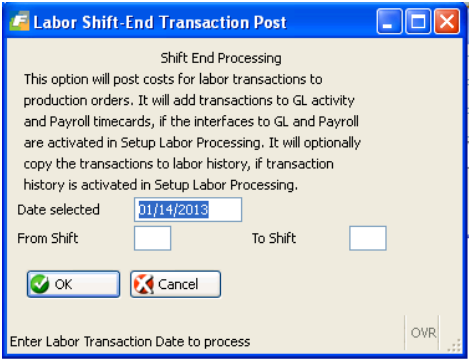 Labor Shift-End Transaction Post
Shift End Processing
This option will post costs for labor transactions to
production orders. It will add transactions to GL activity
and Payroll timecards, if the interfaces to GL and Payroll
are activated in Setup Labor Processing. It will optionally
copy the transactions to labor history, if transaction
history is activated in Setup Labor Processing.
Date selected 01/14/2013
From Shift To Shift
OK Cancel
Enter Labor Transaction Date to process OVR